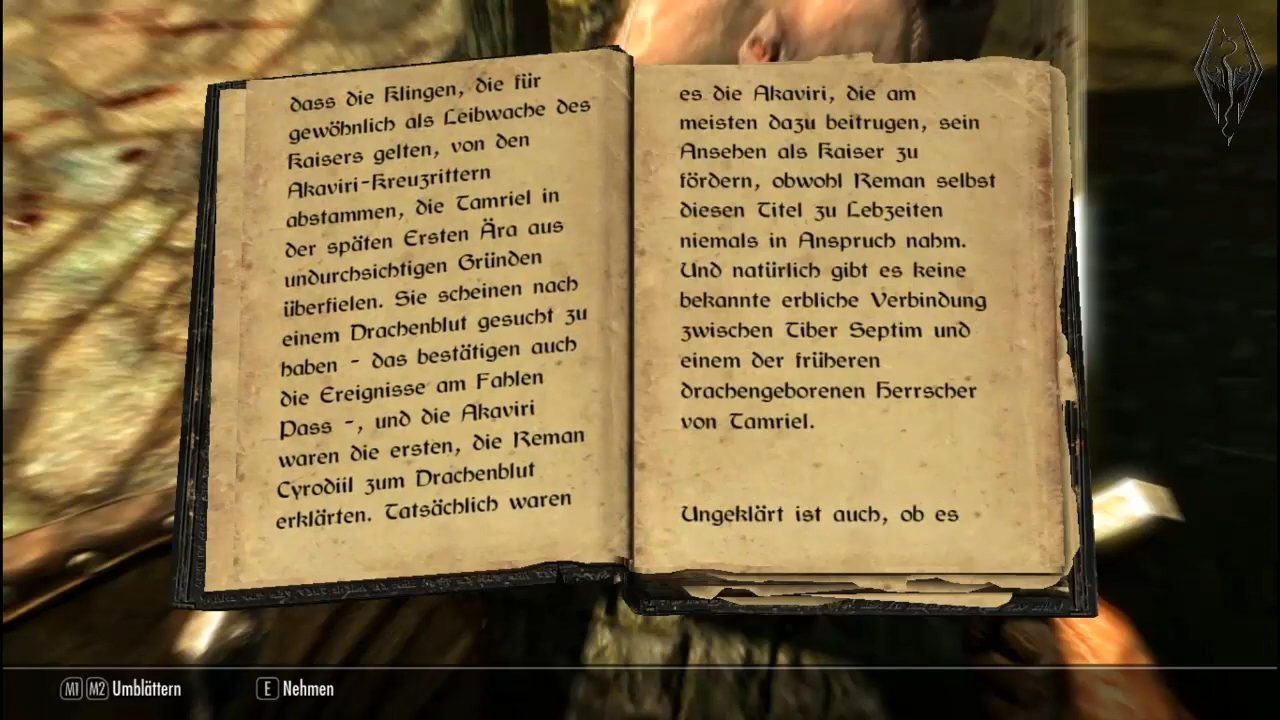 dass die Klingen, die für
gewöhnlich als Leibwache des
Kaisers gelten, von den
Akaviri-Kreuzrittern
abstammen, die Tamriel in
der späten Ersten Ära aus
undurchsichtigen Gründen
überfielen. Sie scheinen nach
einem Drachenblut gesucht zu
haben - das bestätigen auch
die Ereignisse am Fahlen
Pass -, und die Akaviri
waren die ersten, die Reman
Cyrodiil zum Drachenblut
erklärten. Tatsächlich waren
es die Akaviri, die am
meisten dazu beitrugen, sein
Ansehen als Kaiser zu
fördern, obwohl Reman selbst
diesen Titel zu Lebzeiten
niemals in Anspruch nahm.
Und natürlich gibt es keine
bekannte erbliche Verbindung
zwischen Tiber Septim und
einem der früheren
drachengeborenen Herrscher
von Tamriel.
Ungeklärt ist auch, ob es
M1 M2 Umblättern E Nehmen